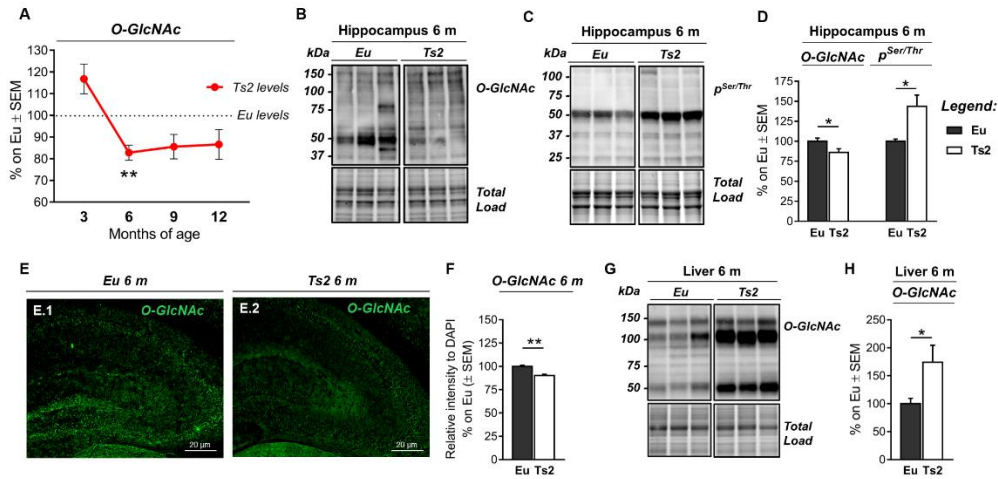 A
O-GlcNAc
% on Eu ± SEM
130
120
110
100
90
80
70
60
Ts2 levels
Eu levels
**
3 6 9 12
Months of age
B
Hippocampus 6 m
kDa Eu Ts2
150
100
75
50
37
O-GlcNAc
Total
Load
C
Hippocampus 6 m
kDa Eu Ts2
150
100
75
50
37
25
pSer/Thr
Total
Load
D
Hippocampus 6 m
O-GlcNAc pSer/Thr
% on Eu ± SEM
200
175
150
125
100
75
50
25
0
* *
Eu Ts2 Eu Ts2
Legend:
Eu
Ts2
E
Eu 6 m Ts2 6 m
E.1 O-GlcNAc
20 µm
E.2 O-GlcNAc
20 µm
F
O-GlcNAc 6 m
Relative intensity to DAPI
% on Eu (± SEM)
150
125
100
75
50
25
0
**
Eu Ts2
G
Liver 6 m
kDa Eu Ts2
150
100
50
O-GlcNAc
Total
Load
H
Liver 6 m
O-GlcNAc
% on Eu ± SEM
250
200
150
100
50
0
*
Eu Ts2